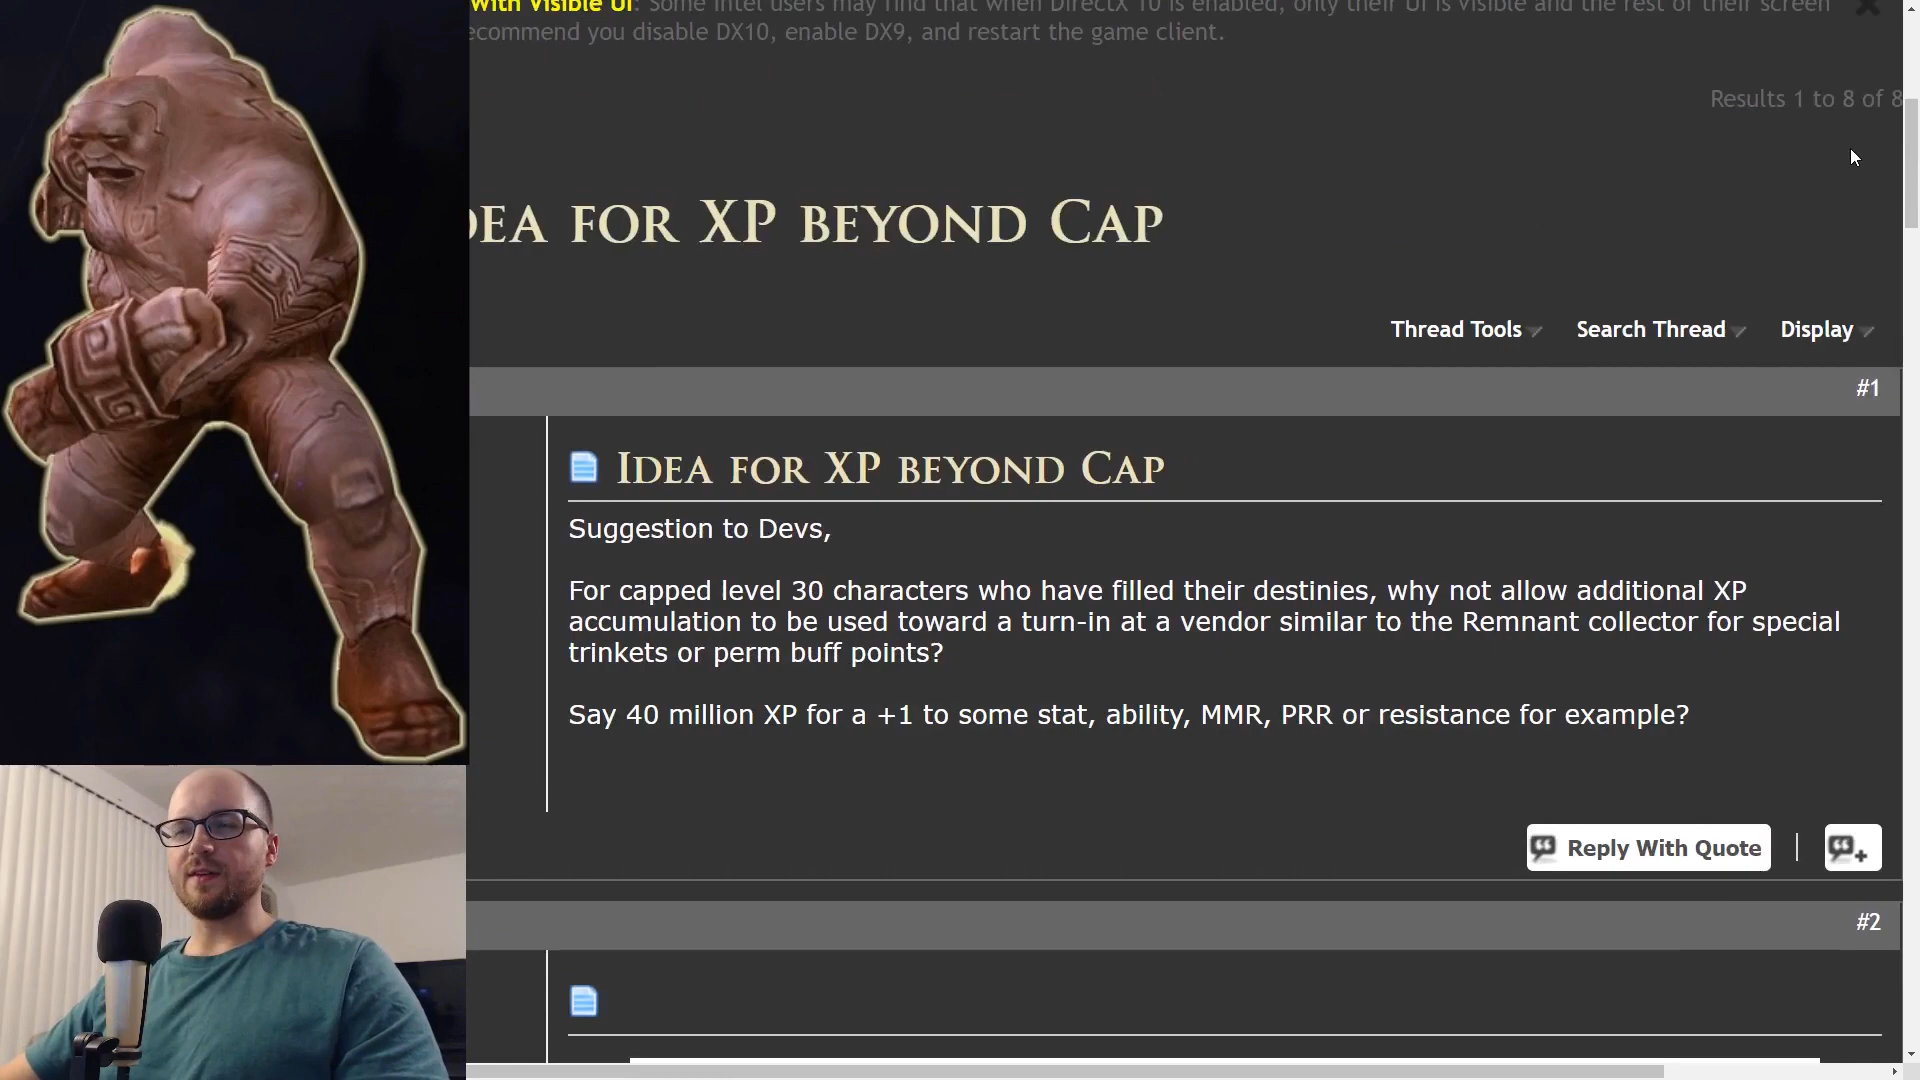 With Visible UI: Some Intel users may find that when DirectX 10 is enabled, only their UI is visible and the rest of their screen
ecommend you disable DX10, enable DX9, and restart the game client.
Results 1 to 8 of 8
dea for XP beyond Cap
Thread Tools
Search Thread
Display
#1
Idea for XP beyond Cap
Suggestion to Devs,
For capped level 30 characters who have filled their destinies, why not allow additional XP
accumulation to be used toward a turn-in at a vendor similar to the Remnant collector for special
trinkets or perm buff points?
Say 40 million XP for a +1 to some stat, ability, MMR, PRR or resistance for example?
Reply With Quote
#2